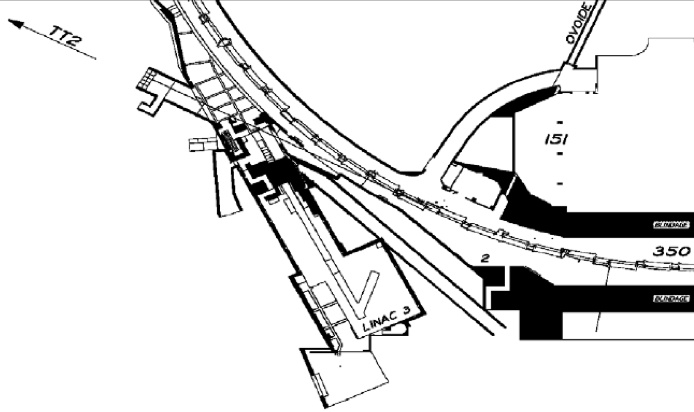 TT2
OVOIDE
151
BLINDAGE
350
2
BLINDAGE
LINAC 3